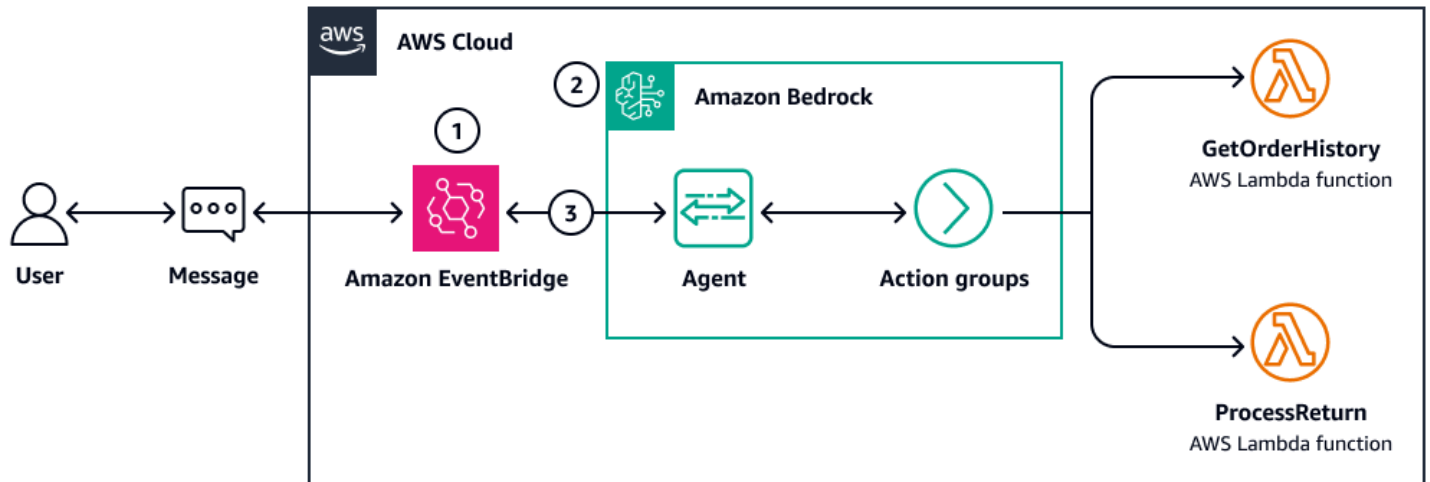 aws
AWS Cloud
2
Amazon Bedrock
1
GetOrderHistory
AWS Lambda function
3
User
Message
Amazon EventBridge
Agent
Action groups
ProcessReturn
AWS Lambda function